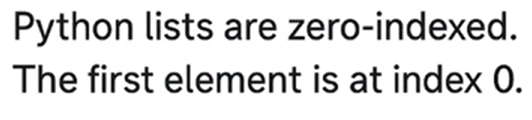 Python lists are zero-indexed.
The first element is at index 0.